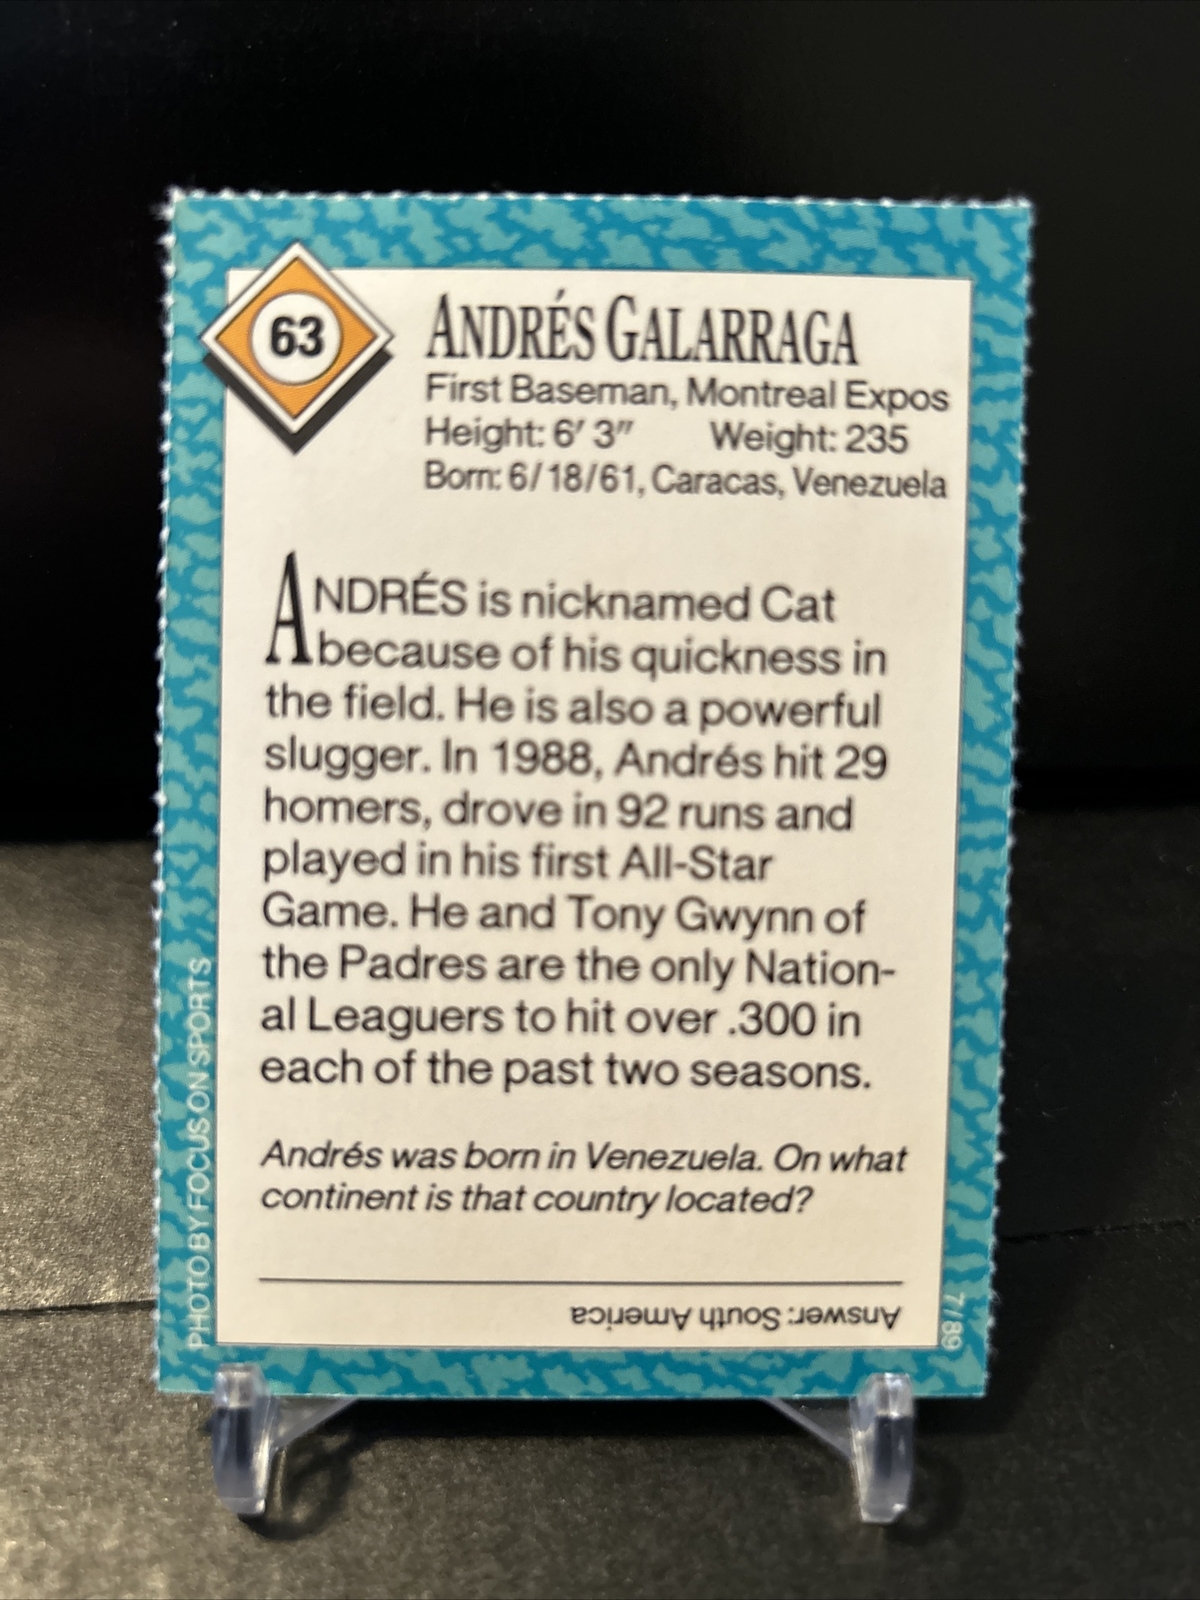 63
ANDRÉS GALARRAGA
First Baseman, Montreal Expos
Height: 6' 3" Weight: 235
Born: 6/18/61, Caracas, Venezuela
ANDRÉS is nicknamed Cat
because of his quickness in
the field. He is also a powerful
slugger. In 1988, Andrés hit 29
homers, drove in 92 runs and
played in his first All-Star
Game. He and Tony Gwynn of
the Padres are the only Nation-
al Leaguers to hit over .300 in
each of the past two seasons.
Andrés was born in Venezuela. On what
continent is that country located?
Answer: South America
PHOTO BY FOCUS ON SPORTS
7/89